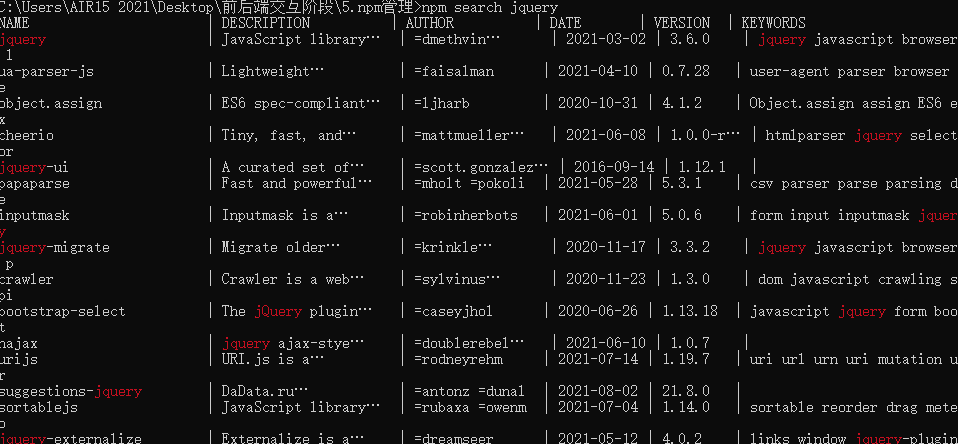 C:\Users\AIR15 2021\Desktop\前后端交互阶段\5.npm管理>npm search jquery
NAME | DESCRIPTION | AUTHOR | DATE | VERSION | KEYWORDS
jquery | JavaScript library… | =dmethvin… | 2021-03-02 | 3.6.0 | jquery javascript browser
l
ua-parser-js | Lightweight… | =faisalman | 2021-04-10 | 0.7.28 | user-agent parser browser
e
object.assign | ES6 spec-compliant… | =ljharb | 2020-10-31 | 4.1.2 | Object.assign assign ES6 e
x
cheerio | Tiny, fast, and… | =mattmueller… | 2021-06-08 | 1.0.0-r… | htmlparser jquery select
or
jquery-ui | A curated set of… | =scott.gonzalez… | 2016-09-14 | 1.12.1 |
papaparse | Fast and powerful… | =mholt =pokoli | 2021-05-28 | 5.3.1 | csv parser parse parsing d
e
inputmask | Inputmask is a… | =robinherbots | 2021-06-01 | 5.0.6 | form input inputmask jquer
y
jquery-migrate | Migrate older… | =krinkle… | 2020-11-17 | 3.3.2 | jquery javascript browser
p
crawler | Crawler is a web… | =sylvinus… | 2020-11-23 | 1.3.0 | dom javascript crawling s
pi
bootstrap-select | The jQuery plugin… | =caseyjhol | 2020-06-26 | 1.13.18 | javascript jquery form boo
t
najax | jquery ajax-stye… | =doublerebel… | 2021-06-10 | 1.0.7 |
urijs | URI.js is a… | =rodneyrehm | 2021-07-14 | 1.19.7 | uri url urn uri mutation u
r
suggestions-jquery | DaData.ru… | =antonz =dunal | 2021-08-02 | 21.8.0 |
sortablejs | JavaScript library… | =rubaxa =owenm | 2021-07-04 | 1.14.0 | sortable reorder drag mete
o
jquery-externalize | Externalize is a… | =dreamseer | 2021-05-12 | 4.0.2 | links window jquery-plugin